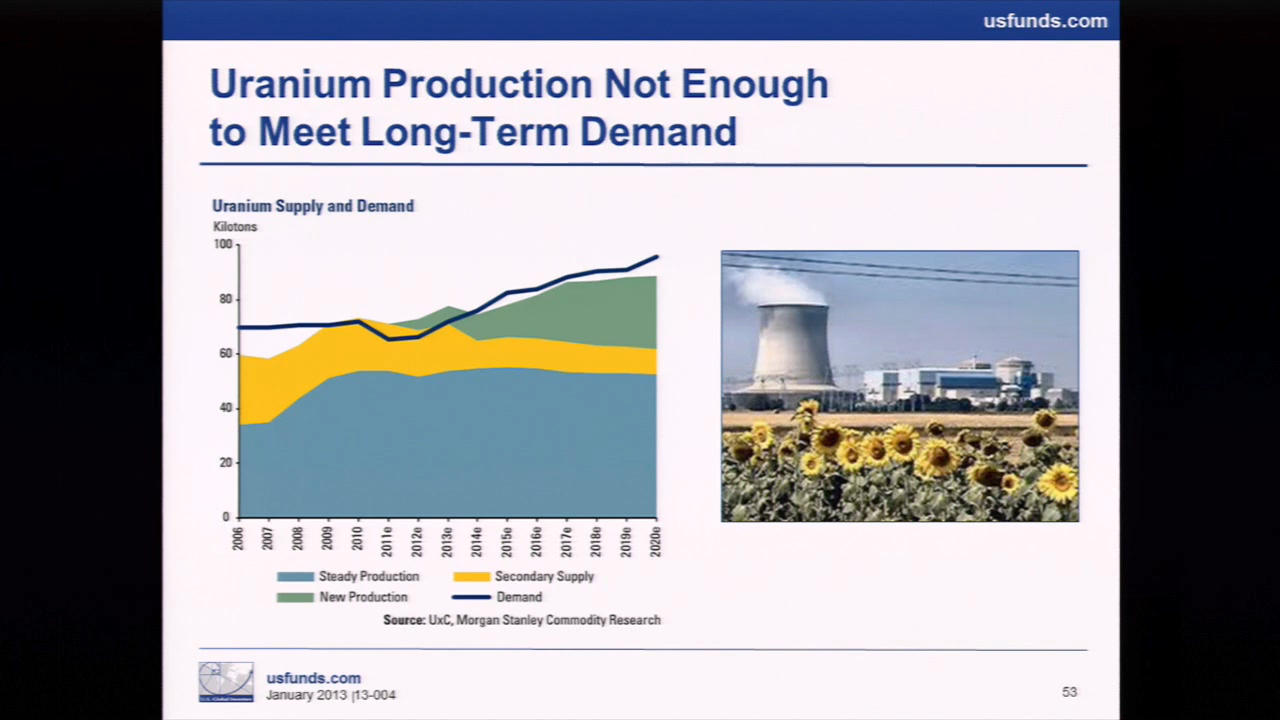 usfunds.com
Uranium Production Not Enough
to Meet Long-Term Demand
Uranium Supply and Demand
Kilotons
100
80
60
40
20
0
2006 2007 2008 2009 2010 2011e 2012e 2013e 2014e 2015e 2016e 2017e 2018e 2019e 2020e
Steady Production Secondary Supply
New Production Demand
Source: UxC, Morgan Stanley Commodity Research
usfunds.com
January 2013 |13-004
53